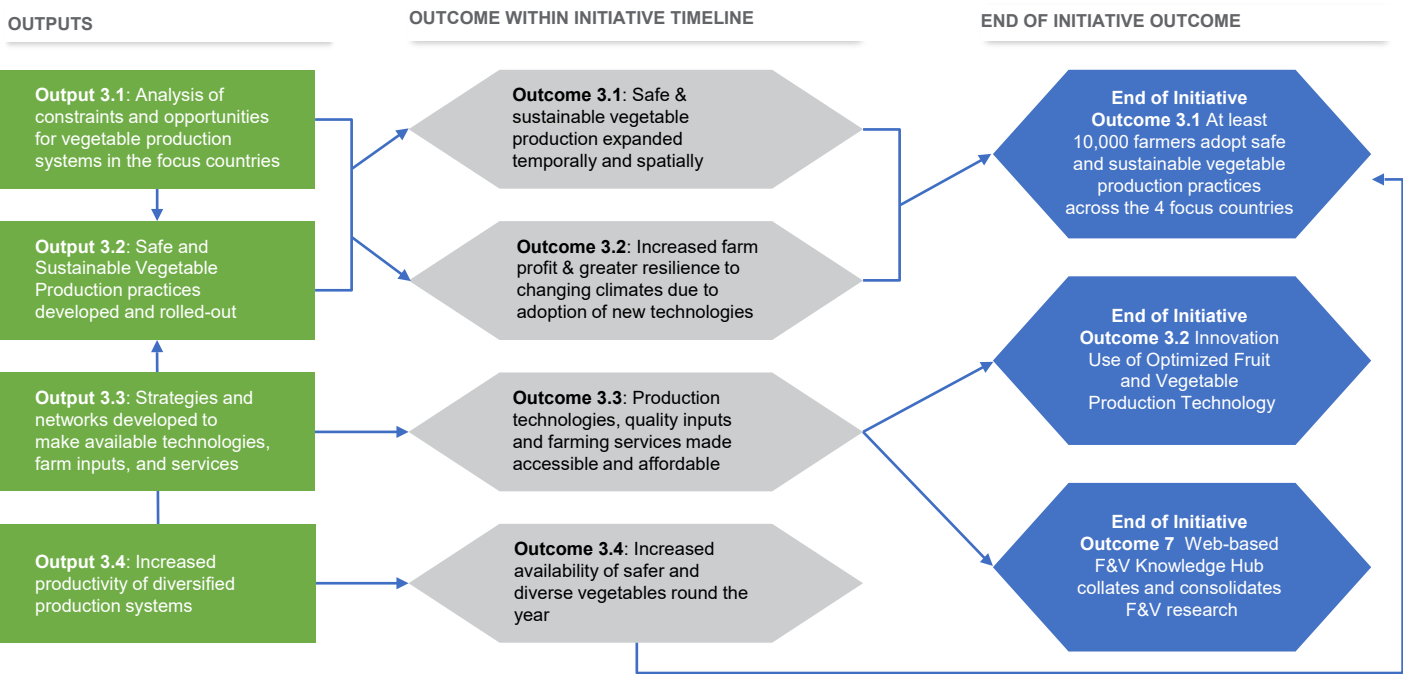 OUTPUTS
OUTCOME WITHIN INITIATIVE TIMELINE
END OF INITIATIVE OUTCOME
Output 3.1: Analysis of
constraints and opportunities
for vegetable production
systems in the focus countries
Output 3.2: Safe and
Sustainable Vegetable
Production practices
developed and rolled-out
Output 3.3: Strategies and
networks developed to
make available technologies,
farm inputs, and services
Output 3.4: Increased
productivity of diversified
production systems
Outcome 3.1: Safe &
sustainable vegetable
production expanded
temporally and spatially
Outcome 3.2: Increased farm
profit & greater resilience to
changing climates due to
adoption of new technologies
Outcome 3.3: Production
technologies, quality inputs
and farming services made
accessible and affordable
Outcome 3.4: Increased
availability of safer and
diverse vegetables round the
year
End of Initiative
Outcome 3.1 At least
10,000 farmers adopt safe
and sustainable vegetable
production practices
across the 4 focus countries
End of Initiative
Outcome 3.2 Innovation
Use of Optimized Fruit
and Vegetable
Production Technology
End of Initiative
Outcome 7 Web-based
F&V Knowledge Hub
collates and consolidates
F&V research